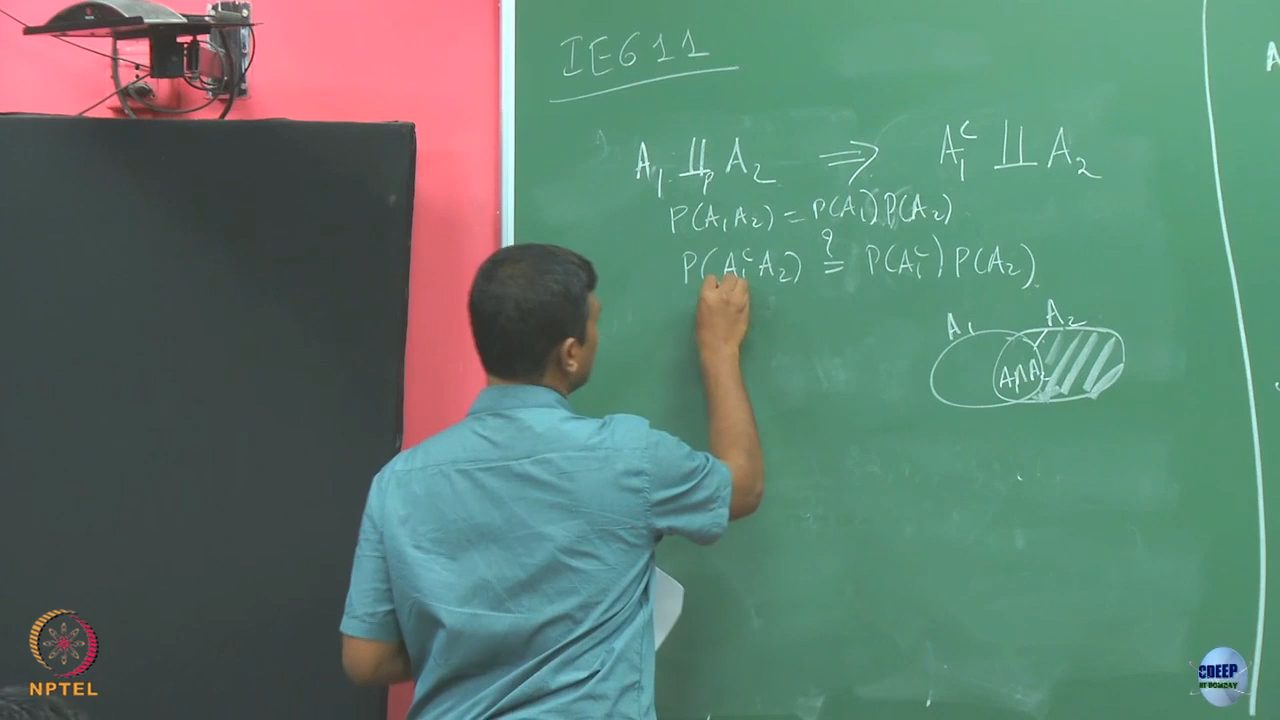 IE611
A₁ ⫫ₚ A₂ ⇒ A₁ᶜ ⫫ A₂
P(A₁A₂) = P(A₁)P(A₂)
P(A₁ᶜA₂) ≟ P(A₁ᶜ)P(A₂)
A₁ A₂
A₁∩A₂
NPTEL
CDEEP
IIT BOMBAY